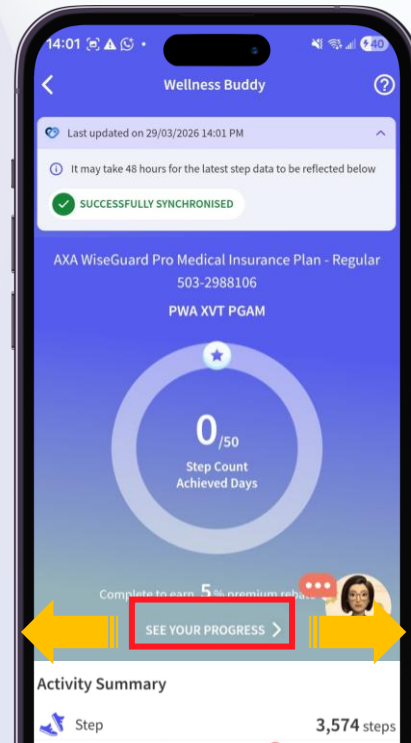 14:01
40
Wellness Buddy
Last updated on 29/03/2026 14:01 PM
It may take 48 hours for the latest step data to be reflected below
SUCCESSFULLY SYNCHRONISED
AXA WiseGuard Pro Medical Insurance Plan - Regular
503-2988106
PWA XVT PGAM
0/50
Step Count
Achieved Days
Complete to earn 5% premium rebate
SEE YOUR PROGRESS
Activity Summary
Step 3,574 steps